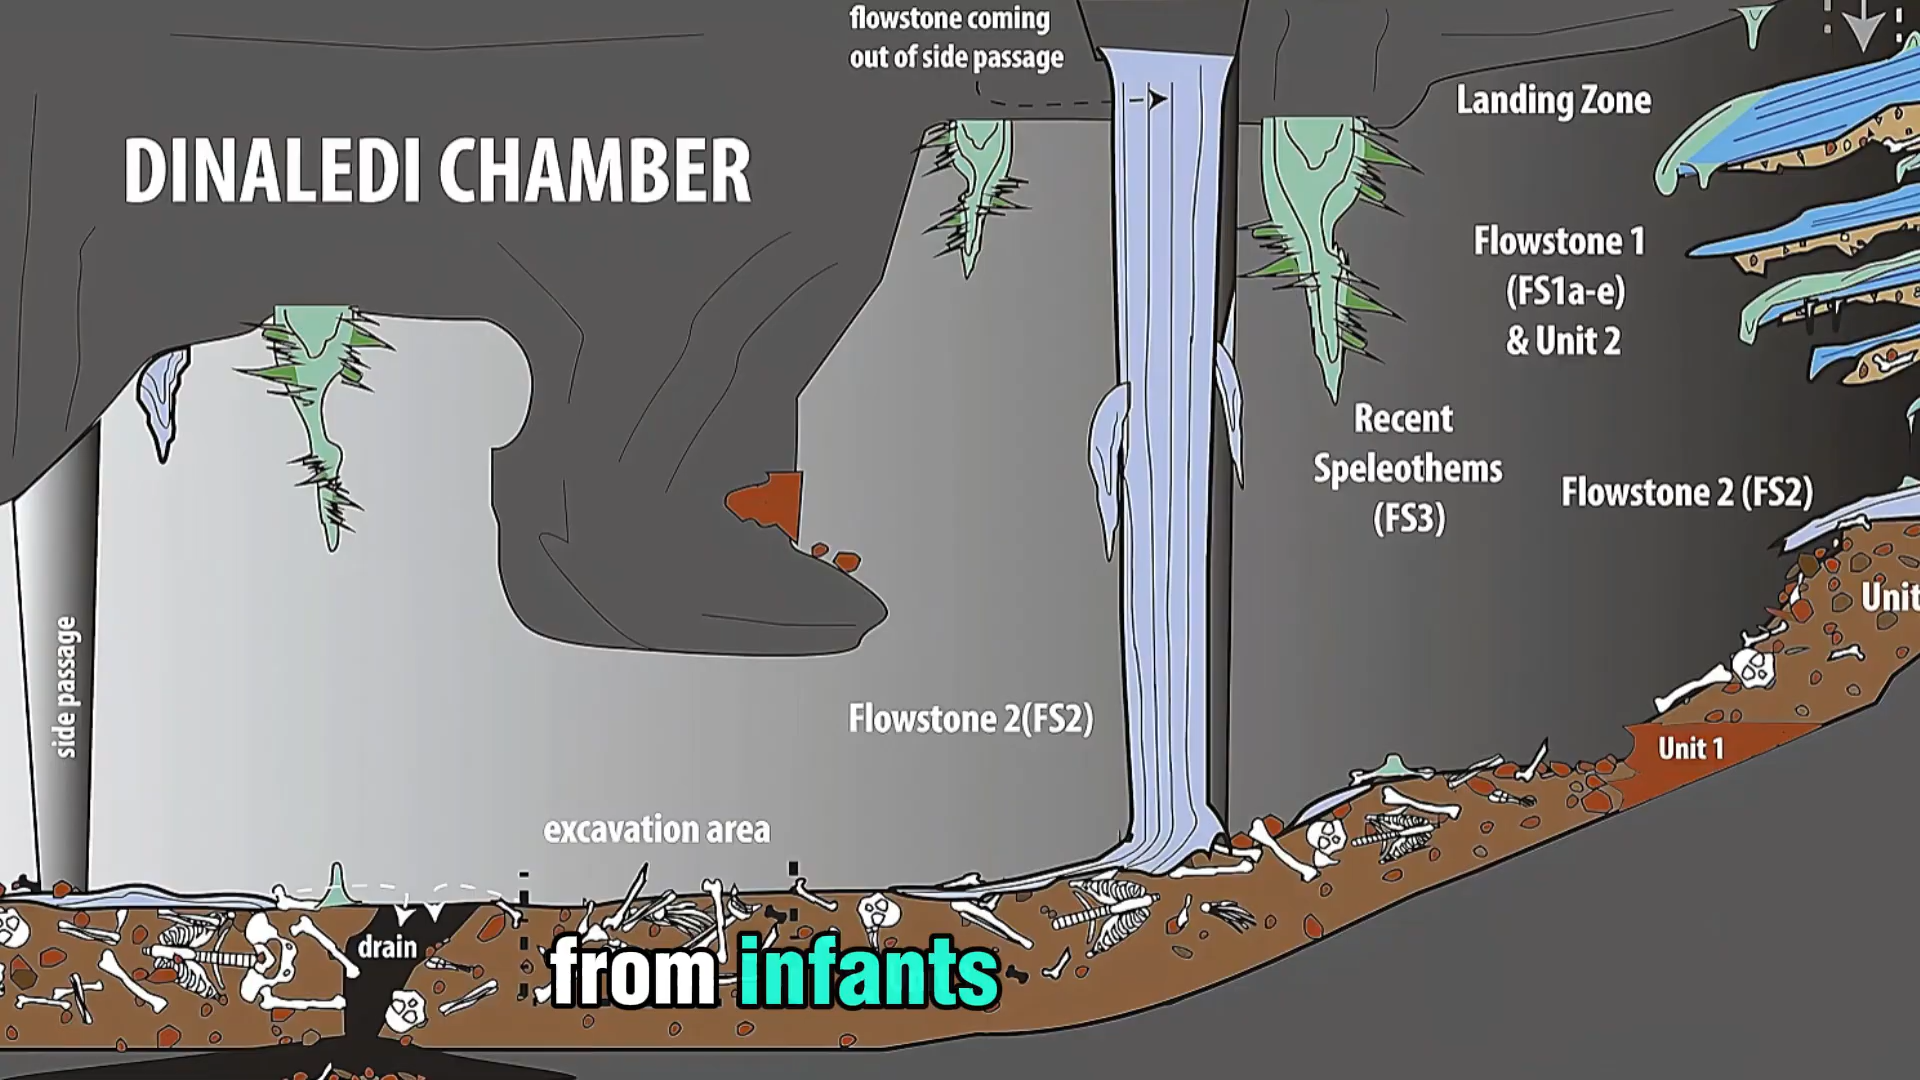 flowstone coming
out of side passage
DINALEDI CHAMBER
Landing Zone
Flowstone 1
(FS1a-e)
& Unit 2
Recent
Speleothems
(FS3)
Flowstone 2 (FS2)
Unit
side passage
Flowstone 2(FS2)
Unit 1
excavation area
drain
from infants